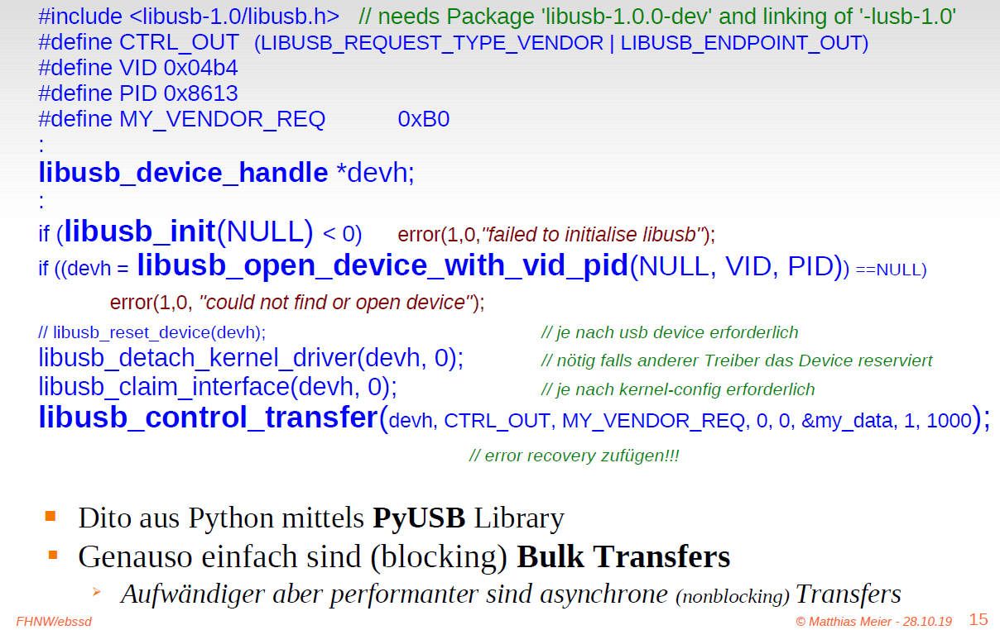 #include <libusb-1.0/libusb.h> // needs Package 'libusb-1.0.0-dev' and linking of '-lusb-1.0'
#define CTRL_OUT (LIBUSB_REQUEST_TYPE_VENDOR | LIBUSB_ENDPOINT_OUT)
#define VID 0x04b4
#define PID 0x8613
#define MY_VENDOR_REQ 0xB0
:
libusb_device_handle *devh;
:
if (libusb_init(NULL) < 0) error(1,0,"failed to initialise libusb");
if ((devh = libusb_open_device_with_vid_pid(NULL, VID, PID)) ==NULL)
error(1,0, "could not find or open device");
// libusb_reset_device(devh); // je nach usb device erforderlich
libusb_detach_kernel_driver(devh, 0); // nötig falls anderer Treiber das Device reserviert
libusb_claim_interface(devh, 0); // je nach kernel-config erforderlich
libusb_control_transfer(devh, CTRL_OUT, MY_VENDOR_REQ, 0, 0, &my_data, 1, 1000);
// error recovery zufügen!!!
■ Dito aus Python mittels PyUSB Library
■ Genauso einfach sind (blocking) Bulk Transfers
➢ Aufwändiger aber performanter sind asynchrone (nonblocking) Transfers
FHNW/ebssd © Matthias Meier - 28.10.19 15